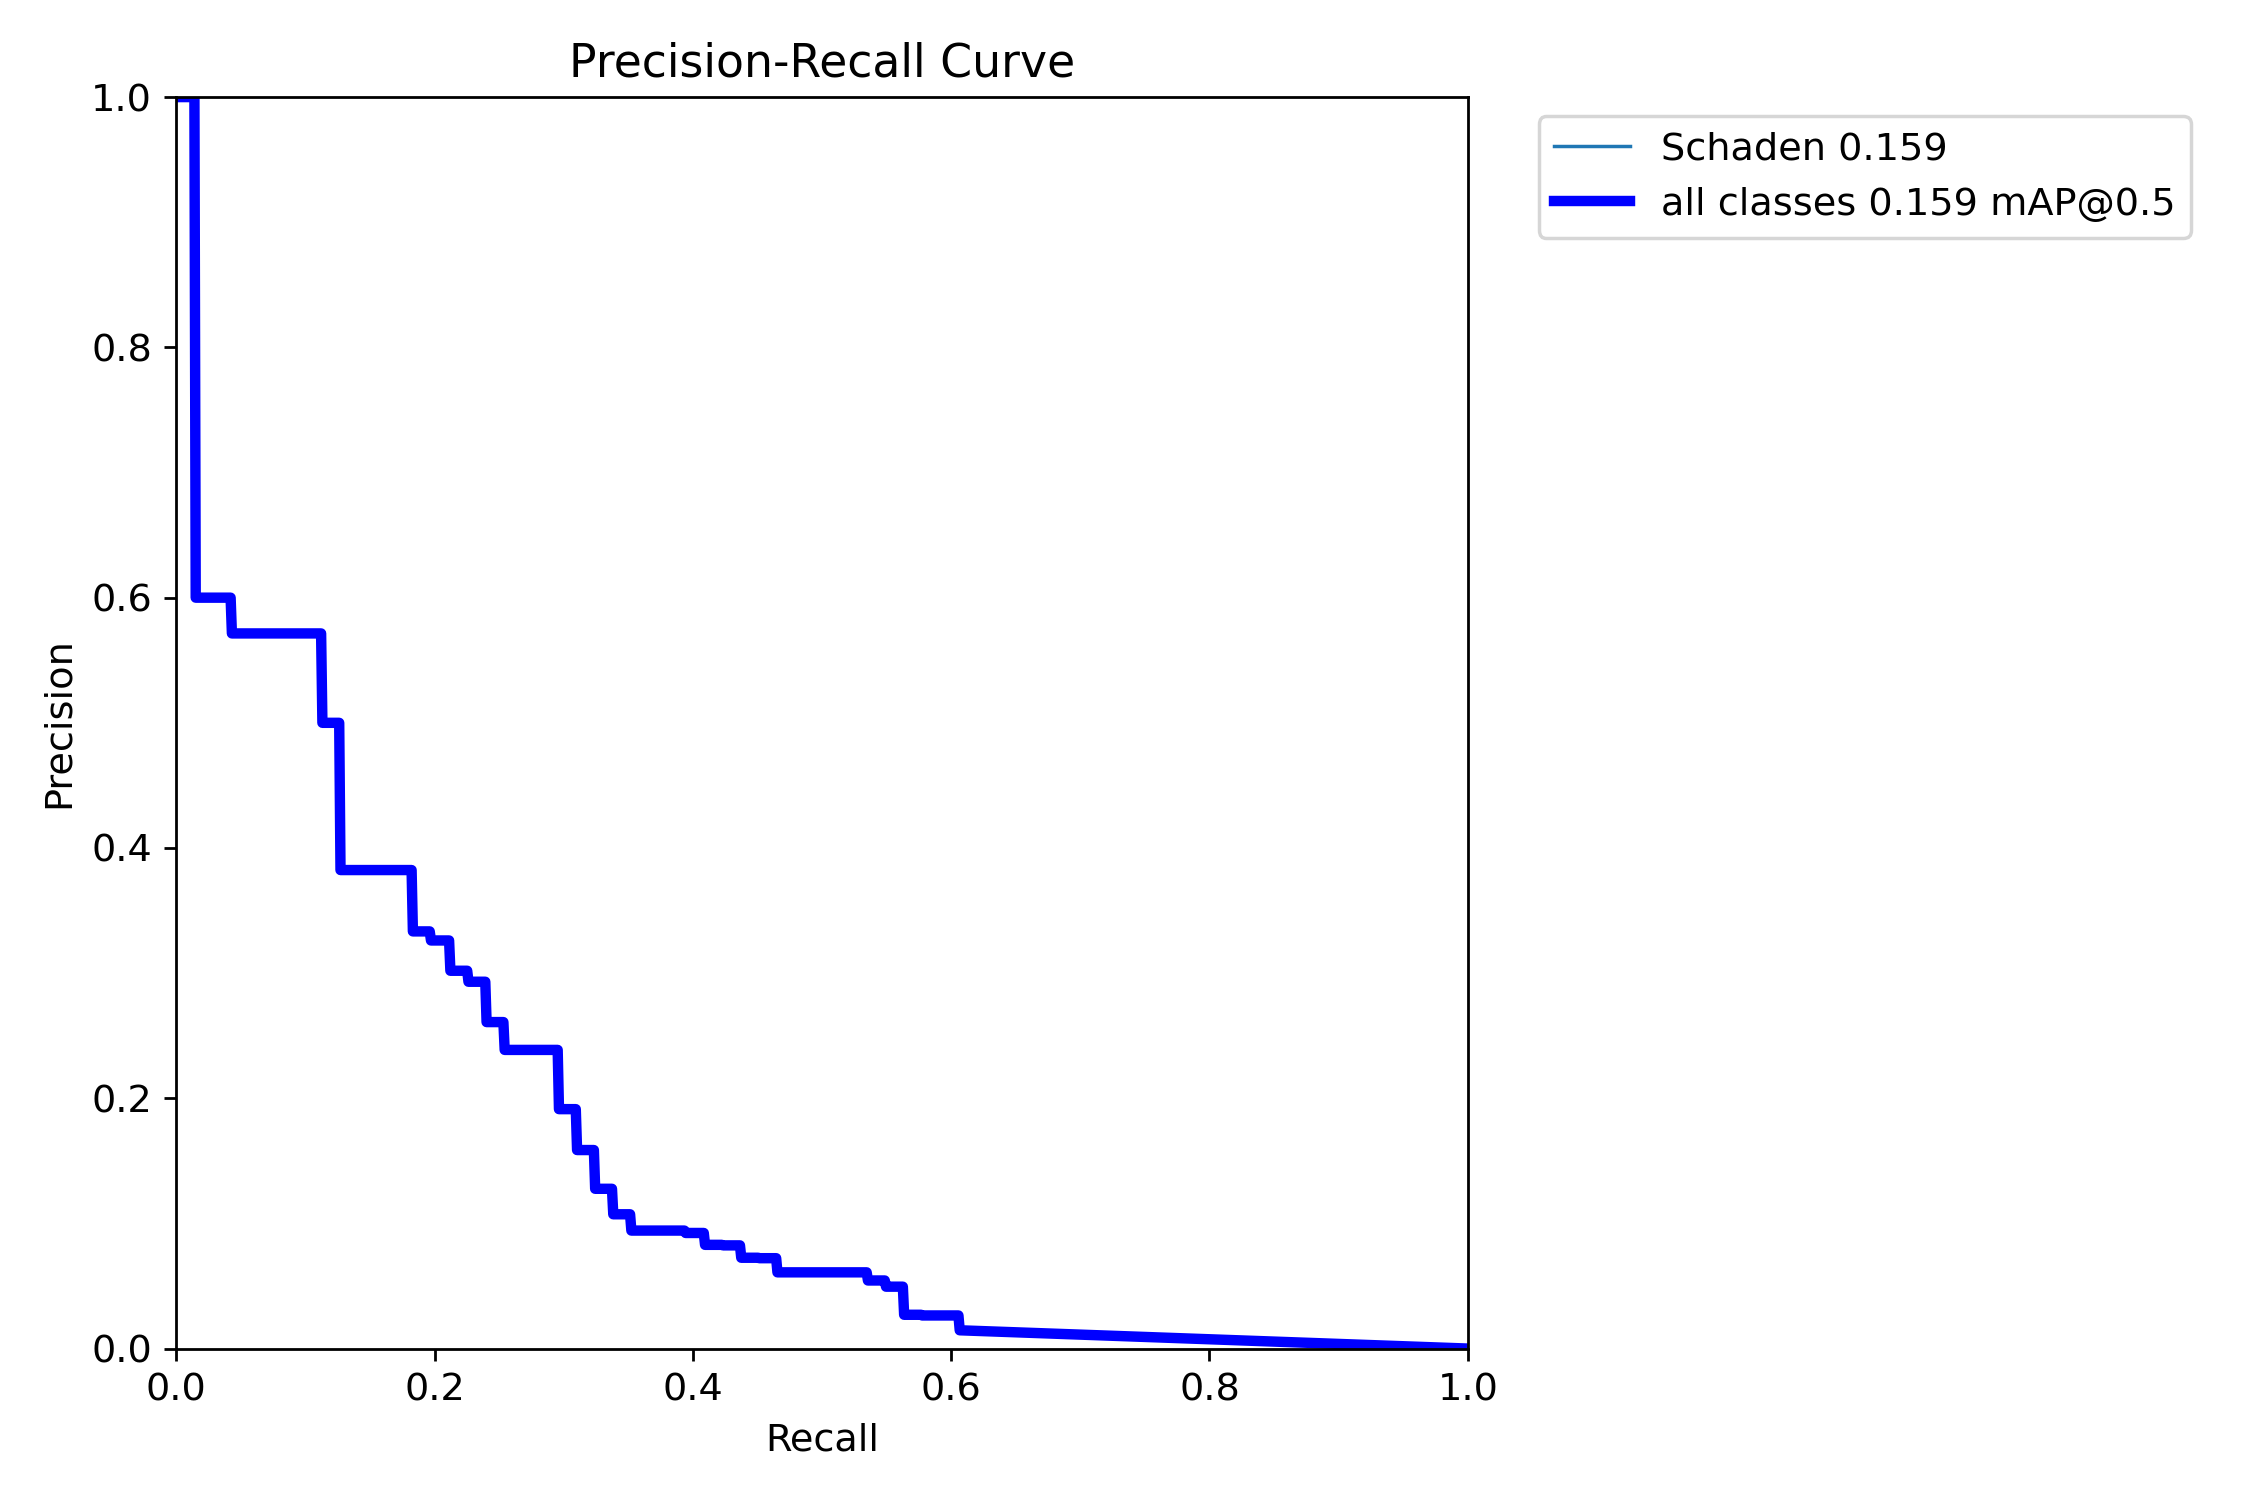 Precision-Recall Curve
Schaden 0.159
all classes 0.159 mAP@0.5
1.0
0.8
0.6
0.4
0.2
0.0
Precision
0.0 0.2 0.4 0.6 0.8 1.0
Recall